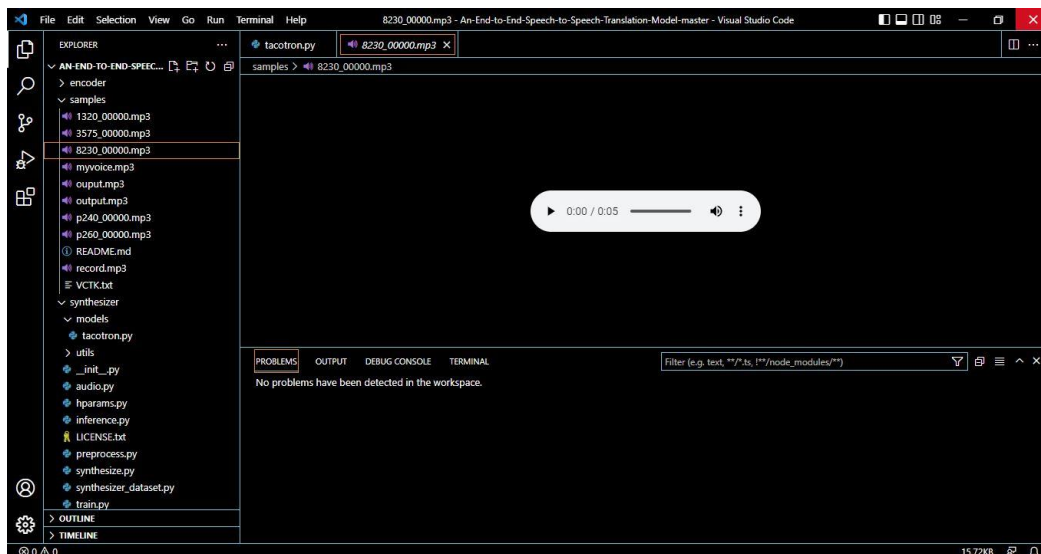 File Edit Selection View Go Run Terminal Help
8230_00000.mp3 - An-End-to-End-Speech-to-Speech-Translation-Model-master - Visual Studio Code
EXPLORER
tacotron.py
8230_00000.mp3
AN-END-TO-END-SPEEC...
samples > 8230_00000.mp3
encoder
samples
1320_00000.mp3
3575_00000.mp3
8230_00000.mp3
myvoice.mp3
ouput.mp3
output.mp3
p240_00000.mp3
p260_00000.mp3
README.md
record.mp3
VCTK.txt
synthesizer
models
tacotron.py
utils
__init__.py
audio.py
hparams.py
inference.py
LICENSE.txt
preprocess.py
synthesize.py
synthesizer_dataset.py
train.py
OUTLINE
TIMELINE
0:00 / 0:05
PROBLEMS OUTPUT DEBUG CONSOLE TERMINAL
Filter (e.g. text, **/*.ts, !**/node_modules/**)
No problems have been detected in the workspace.
0 0
15.72KB